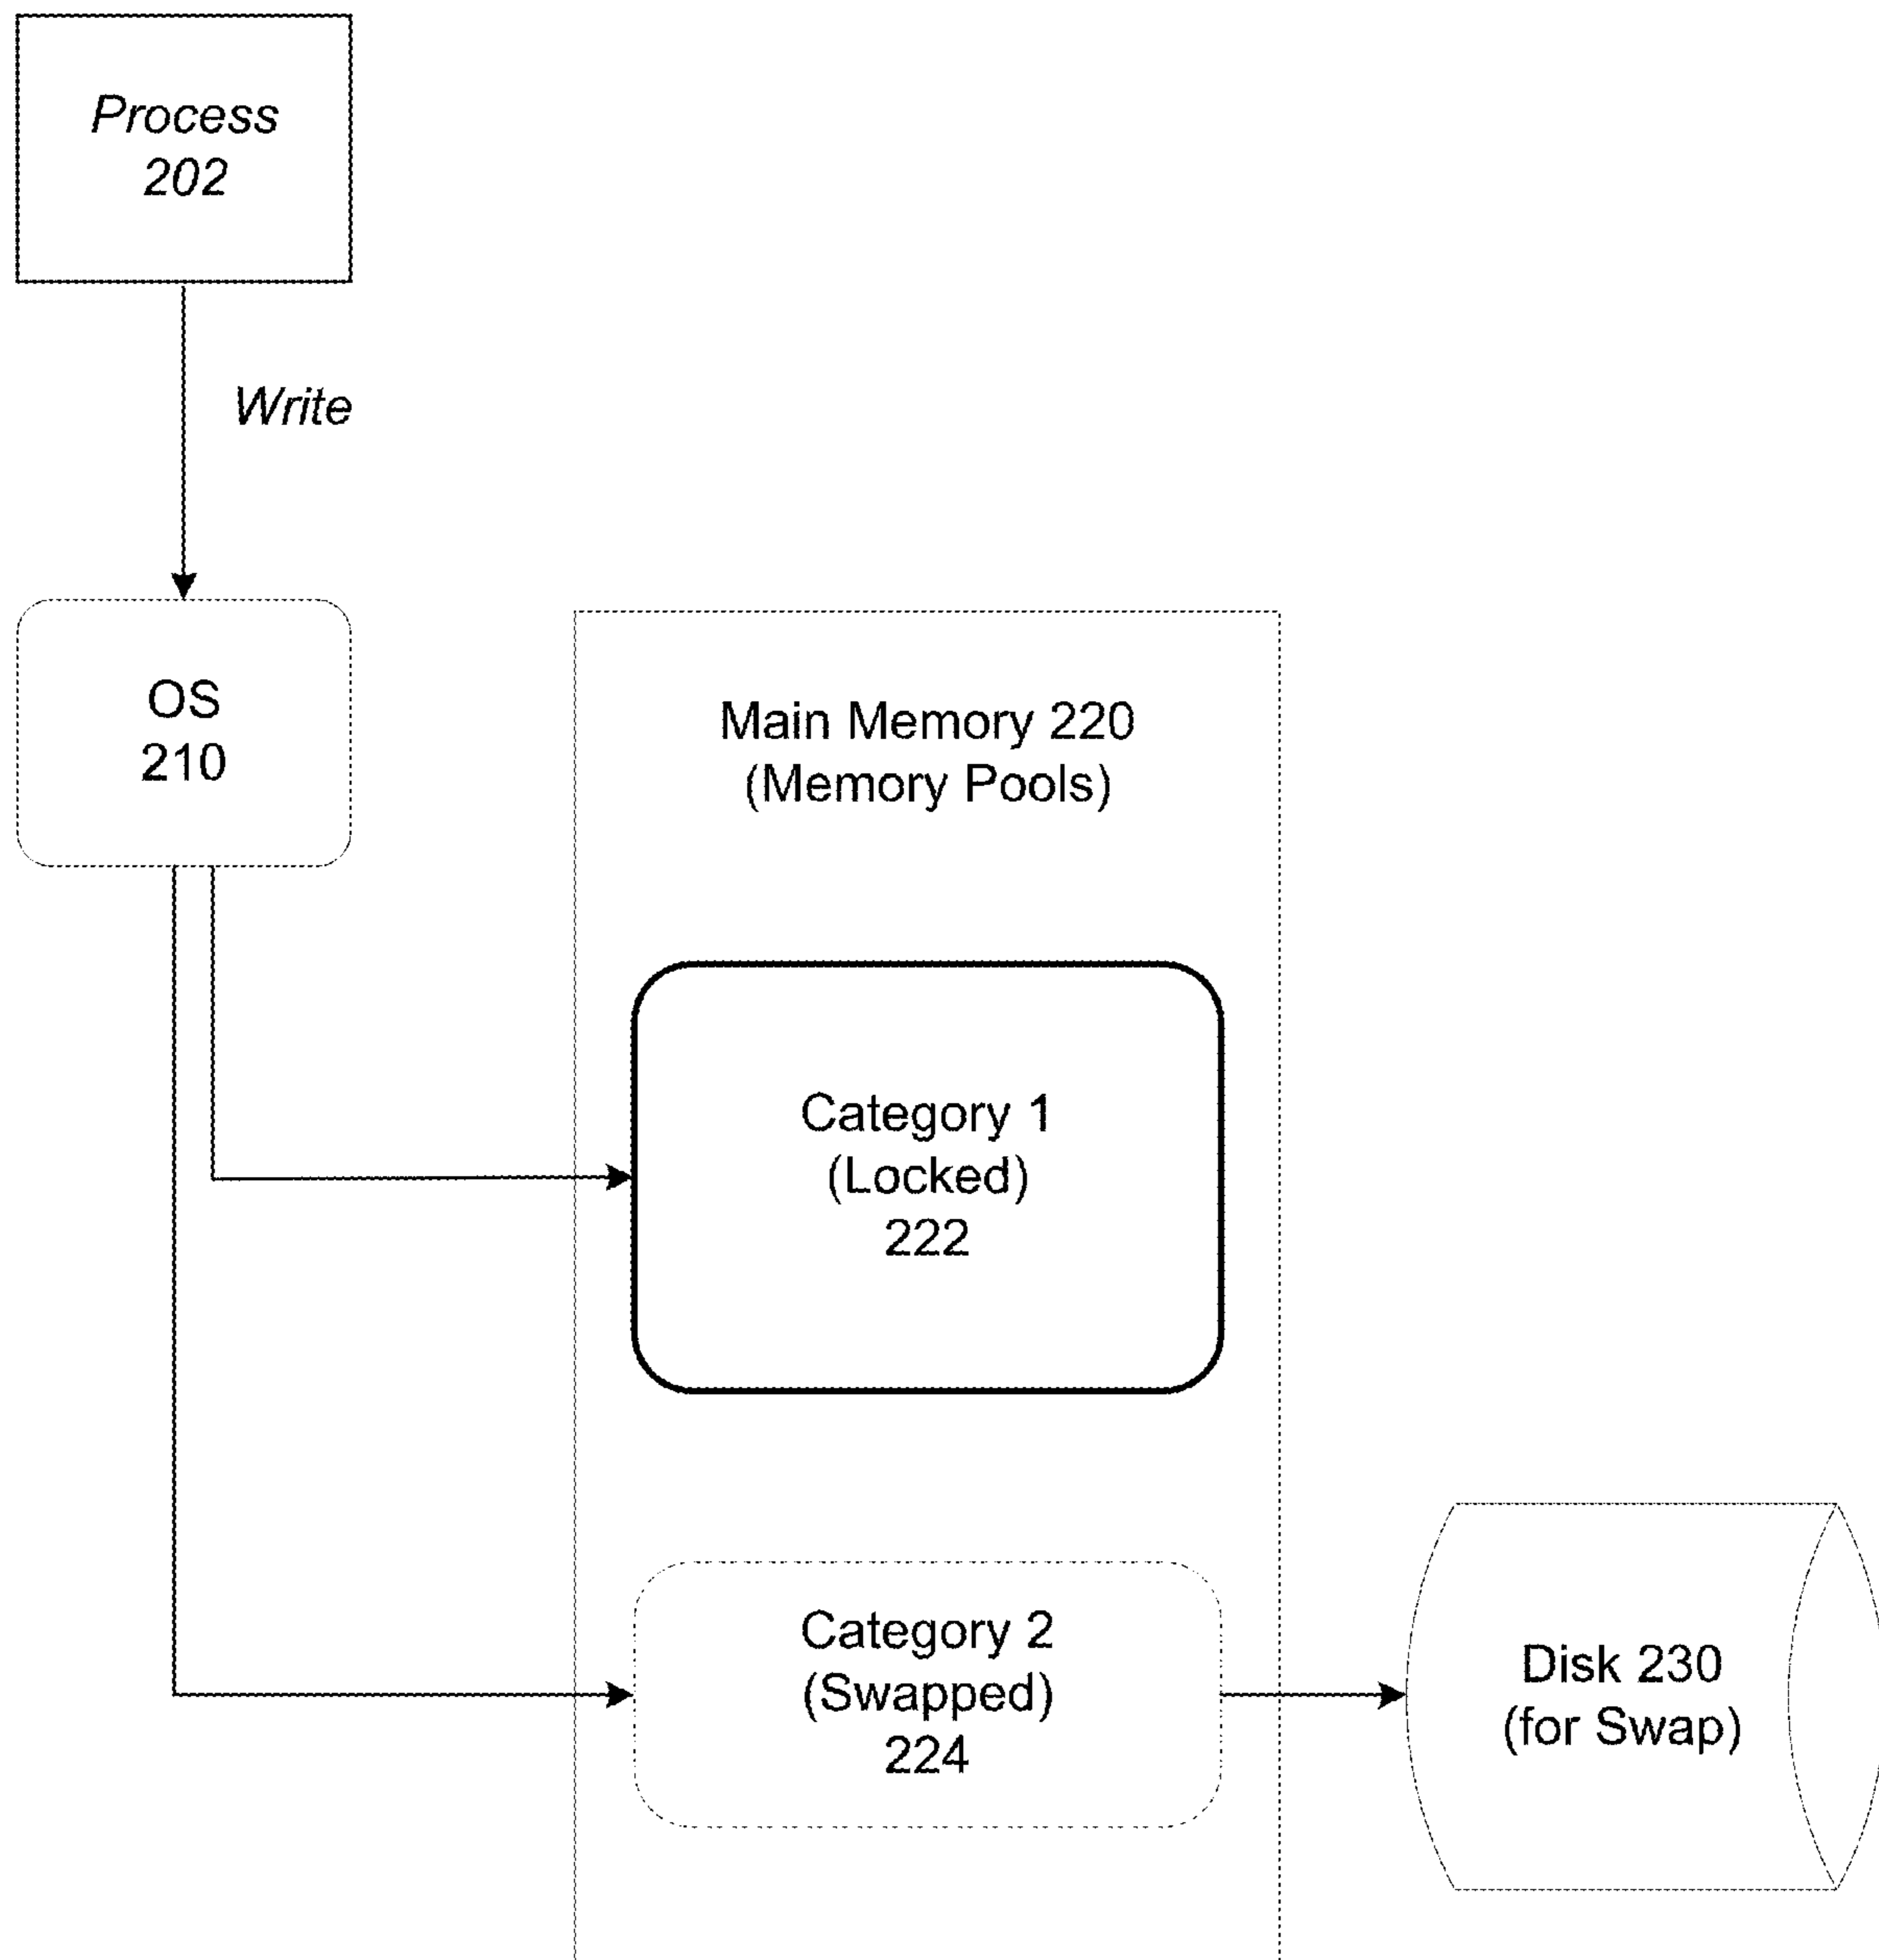 Process
202
Write
OS
210
Main Memory 220
(Memory Pools)
Category 1
(Locked)
222
Category 2
(Swapped)
224
Disk 230
(for Swap)